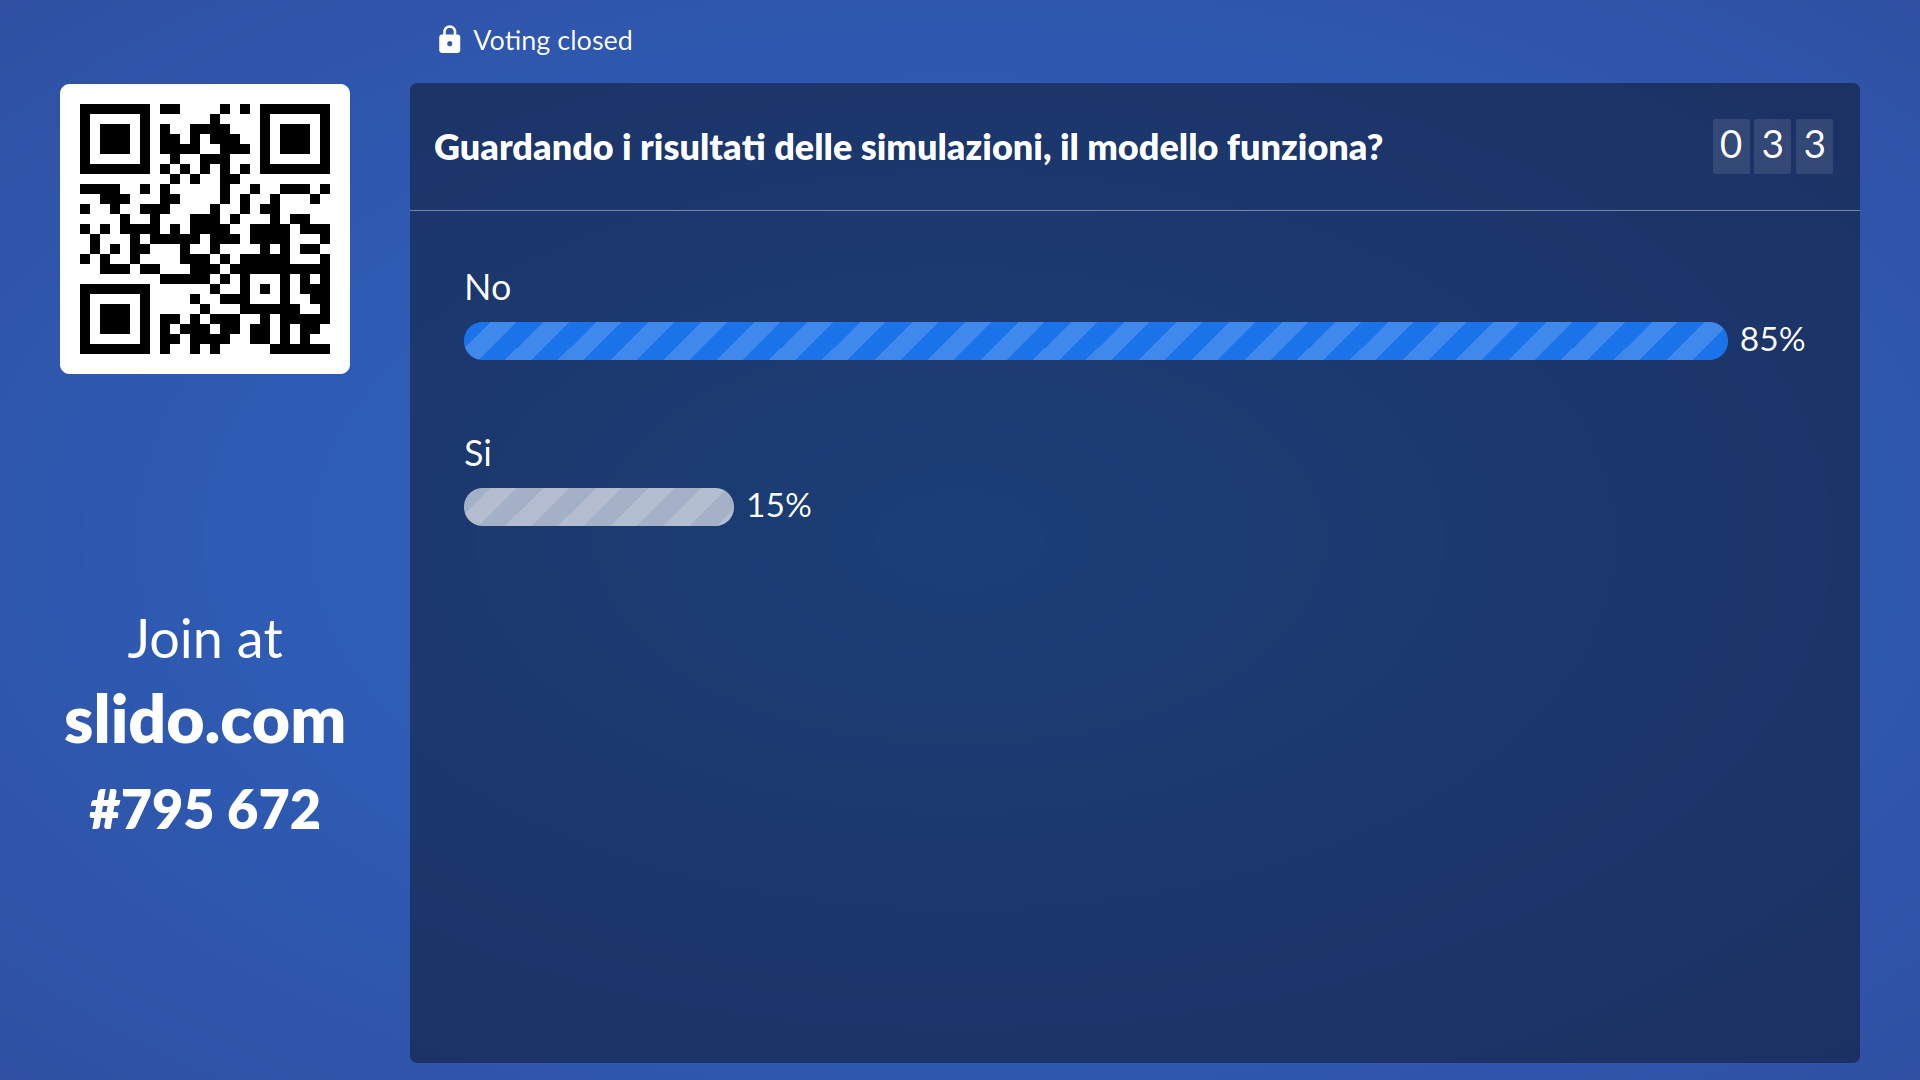 Voting closed
Guardando i risultati delle simulazioni, il modello funziona?
0 3 3
No
85%
Si
15%
Join at
slido.com
#795 672